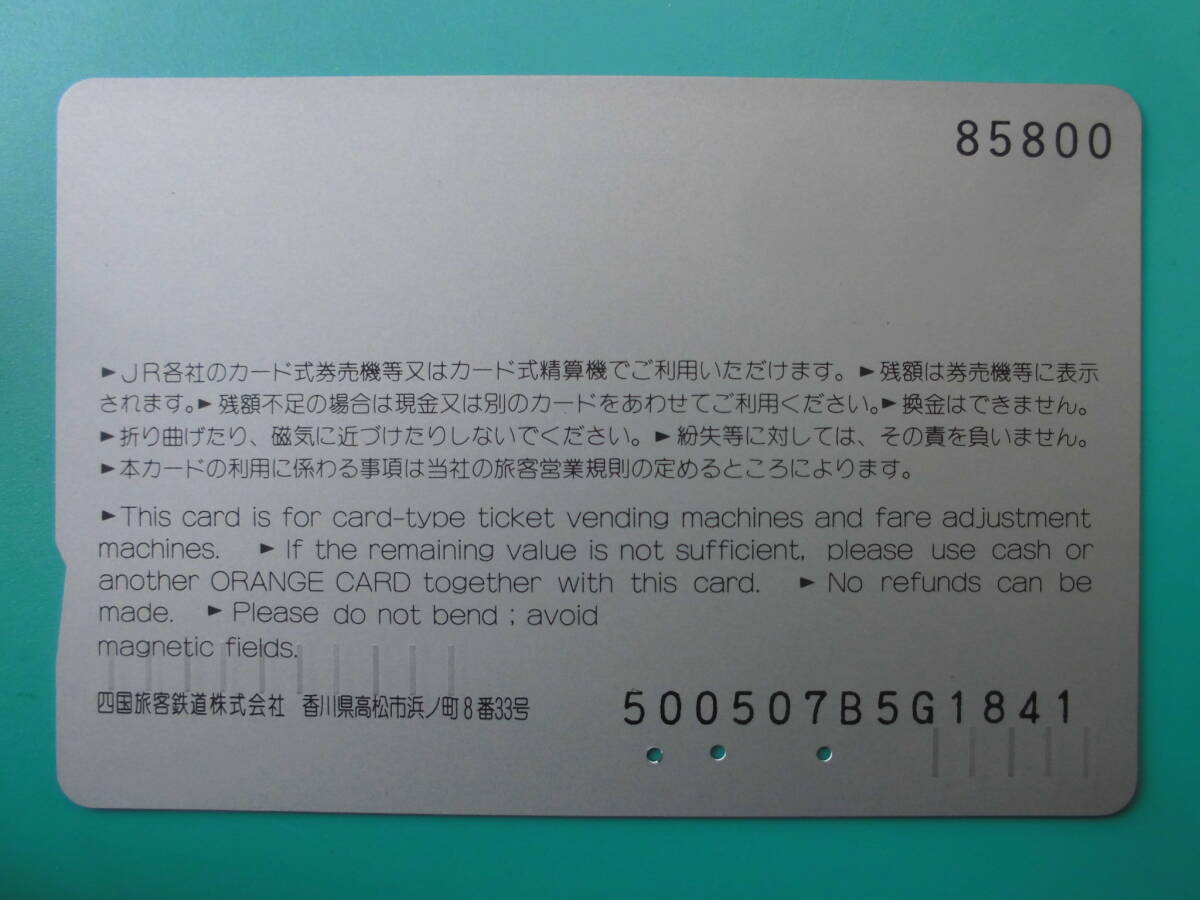 85800
►JR各社のカード式券売機等又はカード式精算機でご利用いただけます。►残額は券売機等に表示
されます。►残額不足の場合は現金又は別のカードをあわせてご利用ください。►換金はできません。
►折り曲げたり、磁気に近づけたりしないでください。►紛失等に対しては、その責を負いません。
►本カードの利用に係わる事項は当社の旅客営業規則の定めるところによります。
►This card is for card-type ticket vending machines and fare adjustment
machines. ►If the remaining value is not sufficient, please use cash or
another ORANGE CARD together with this card. ►No refunds can be
made. ►Please do not bend ; avoid
magnetic fields.
四国旅客鉄道株式会社 香川県高松市浜ノ町8番33号
500507B5G1841